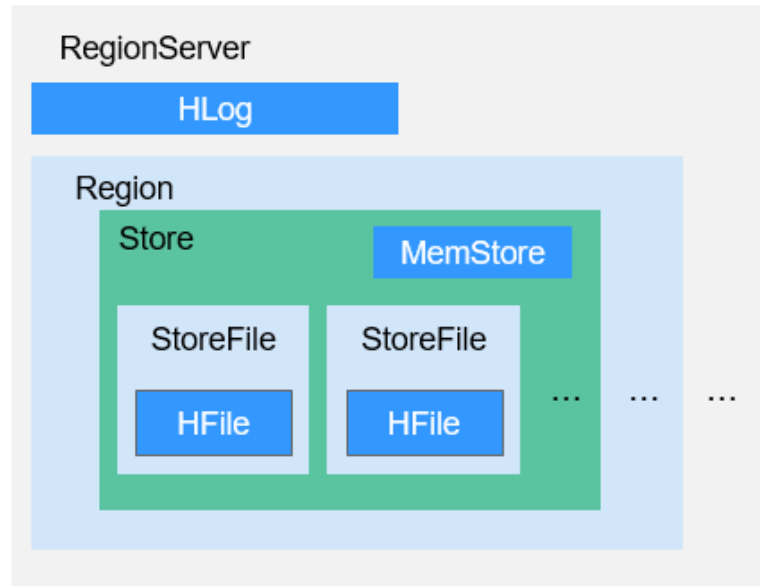 RegionServer
HLog
Region
Store
MemStore
StoreFile
StoreFile
HFile
HFile
... ... ...